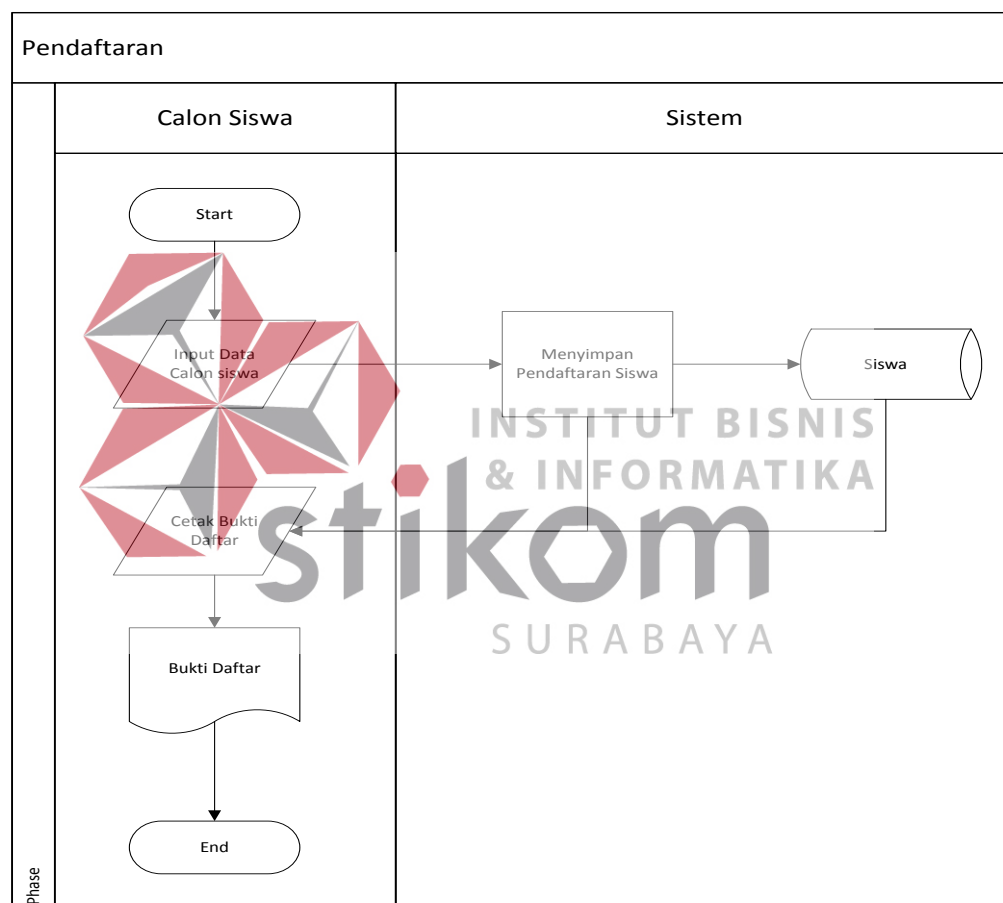 Pendaftaran
Calon Siswa
Sistem
Start
Input Data
Calon siswa
Menyimpan
Pendaftaran Siswa
Siswa
INSTITUT BISNIS
& INFORMATIKA
stikom
SURABAYA
Cetak Bukti
Daftar
Bukti Daftar
End
Phase